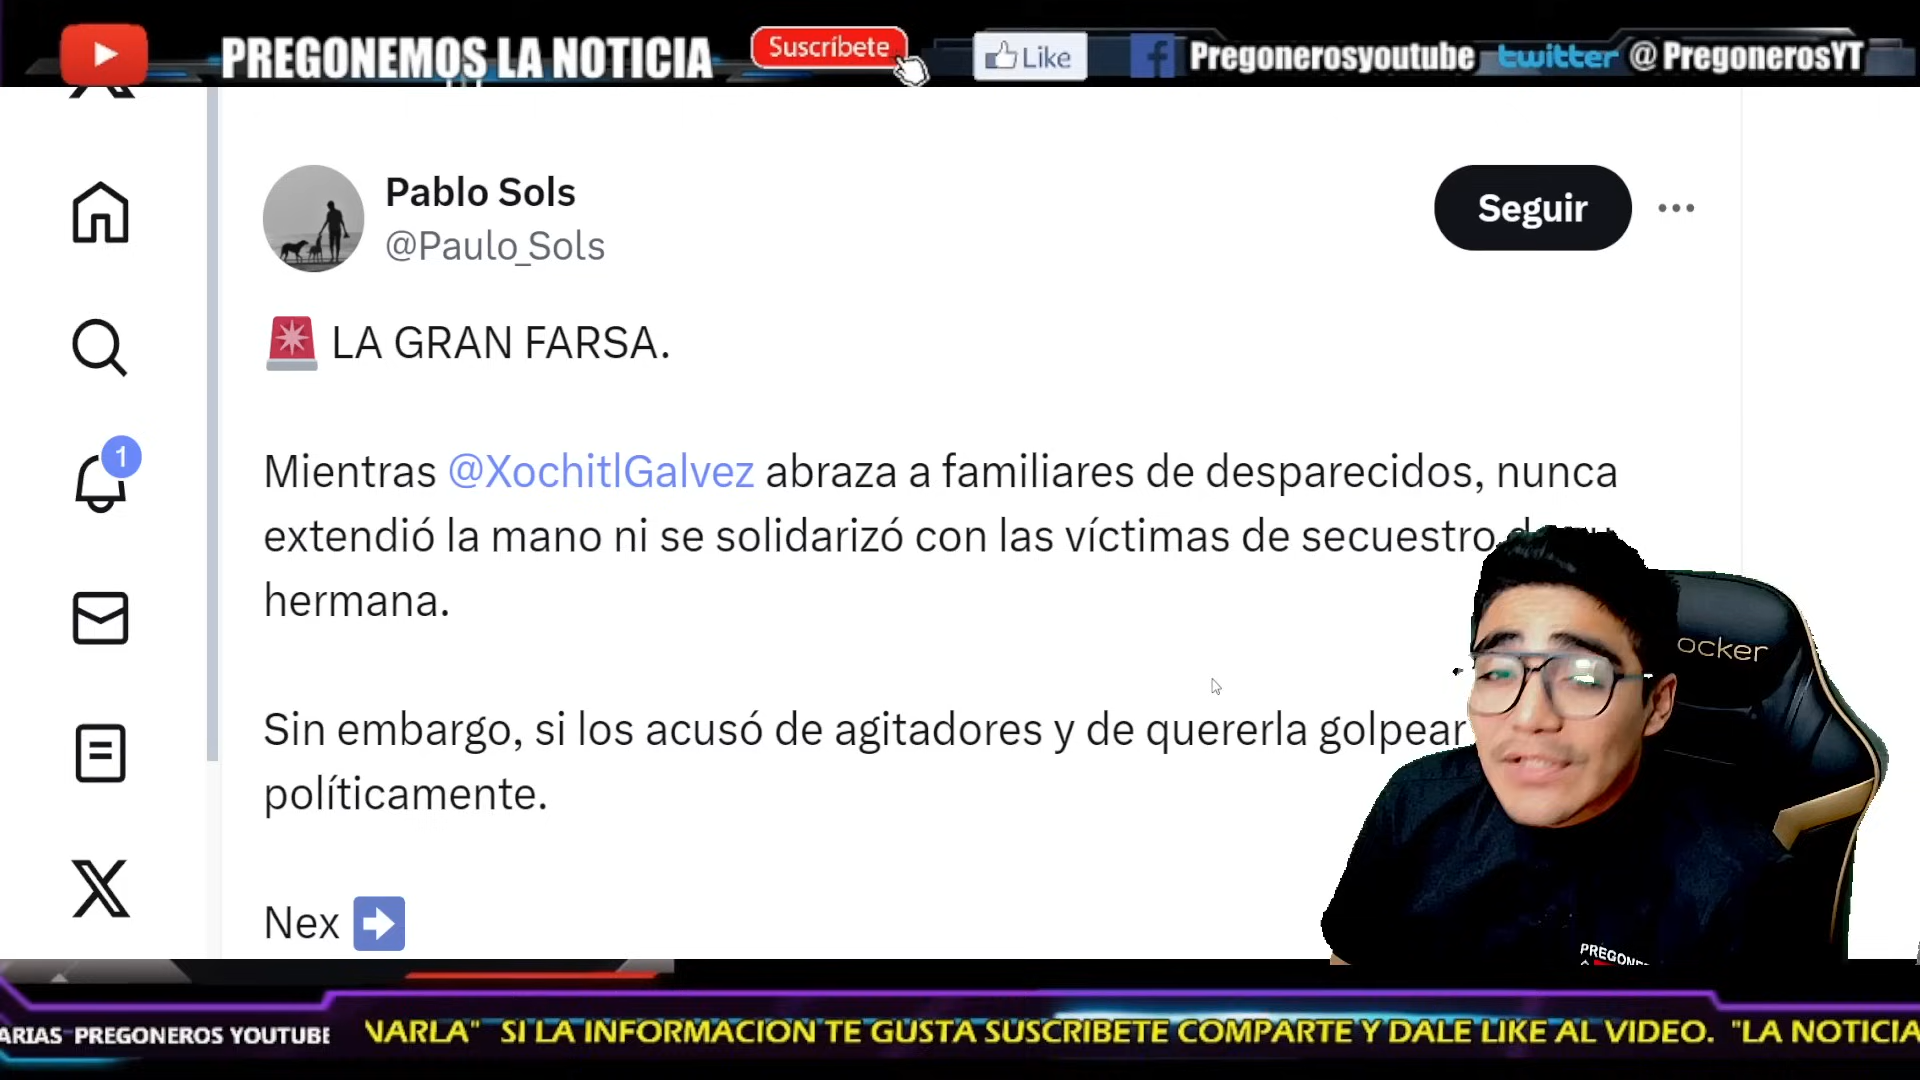 PREGONEMOS LA NOTICIA Suscríbete Like Pregonerosyoutube twitter @PregonerosYT
Pablo Sols
@Paulo_Sols
Seguir
1
LA GRAN FARSA.
Mientras @XochitlGalvez abraza a familiares de desparecidos, nunca
extendió la mano ni se solidarizó con las víctimas de secuestro
hermana.
Sin embargo, si los acusó de agitadores y de quererla golpear
políticamente.
Nex
ocker
ARIAS PREGONEROS YOUTUBE
NARLA" SI LA INFORMACION TE GUSTA SUSCRIBETE COMPARTE Y DALE LIKE AL VIDEO. "LA NOTICIA